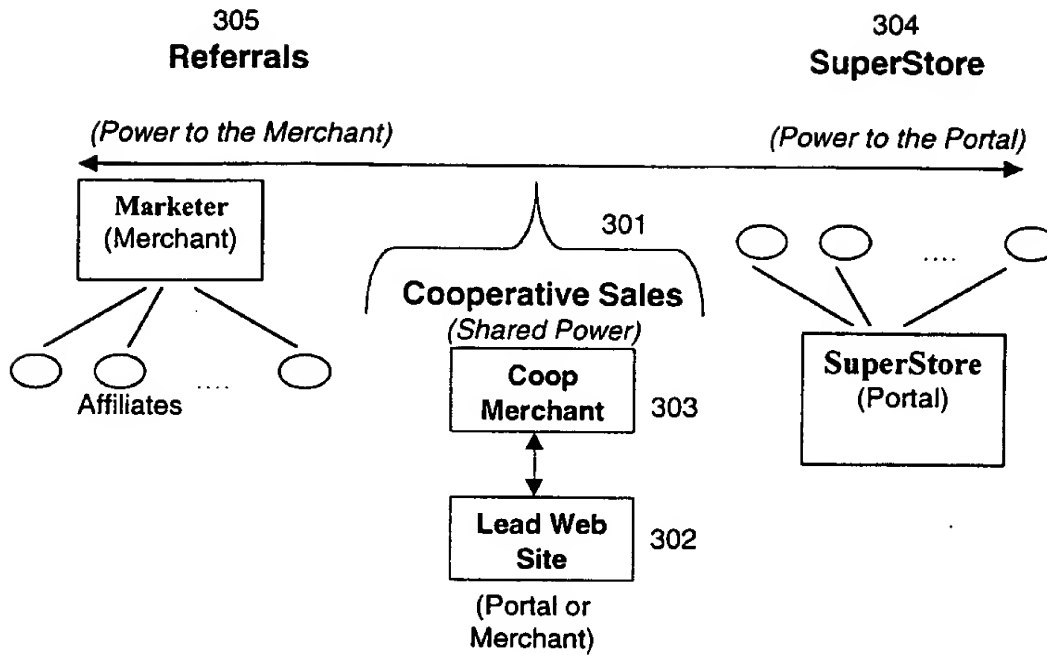 305
Referrals
304
SuperStore
(Power to the Merchant)
(Power to the Portal)
Marketer
(Merchant)
301
....
Cooperative Sales
(Shared Power)
....
Affiliates
Coop
Merchant
303
SuperStore
(Portal)
Lead Web
Site
302
(Portal or
Merchant)